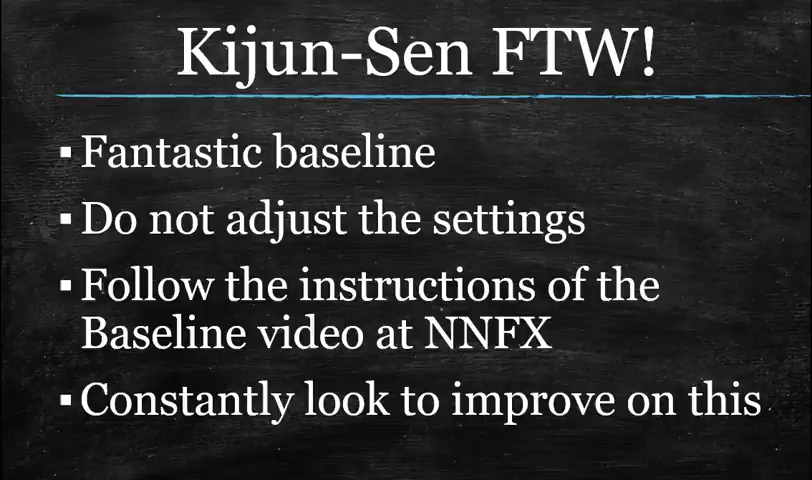 Kijun-Sen FTW!
▪ Fantastic baseline
▪ Do not adjust the settings
▪ Follow the instructions of the
Baseline video at NNFX
▪ Constantly look to improve on this